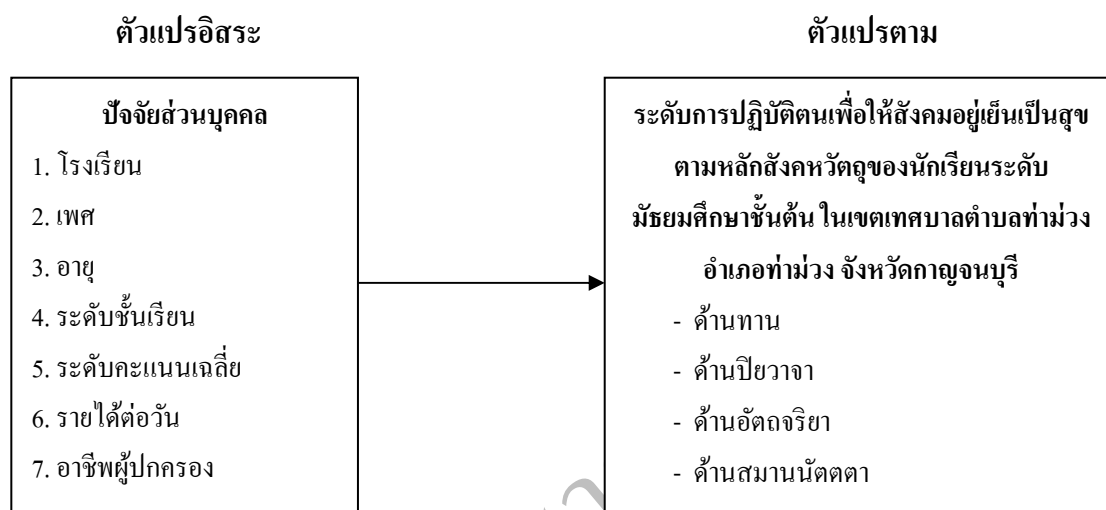 ตัวแปรอิสระ
ปัจจัยส่วนบุคคล
1. โรงเรียน
2. เพศ
3. อายุ
4. ระดับชั้นเรียน
5. ระดับคะแนนเฉลี่ย
6. รายได้ต่อวัน
7. อาชีพผู้ปกครอง
ตัวแปรตาม
ระดับการปฏิบัติตนเพื่อให้สังคมอยู่เย็นเป็นสุข
ตามหลักสังคหวัตถุของนักเรียนระดับ
มัธยมศึกษาชั้นต้น ในเขตเทศบาลตำบลท่าม่วง
อำเภอท่าม่วง จังหวัดกาญจนบุรี
- ด้านทาน
- ด้านปิยวาจา
- ด้านอัตถจริยา
- ด้านสมานนัตตตา